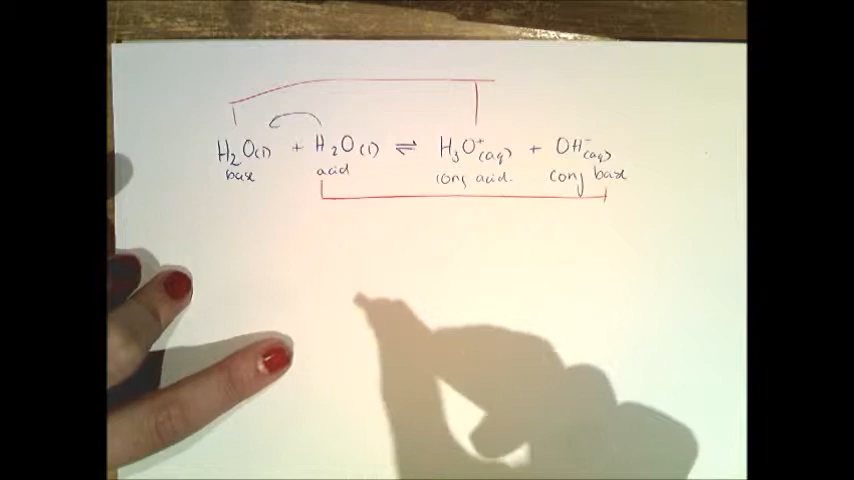 H₂O(l) + H₂O(l) ⇌ H₃O⁺(aq) + OH⁻(aq)
base acid conj acid. conj base